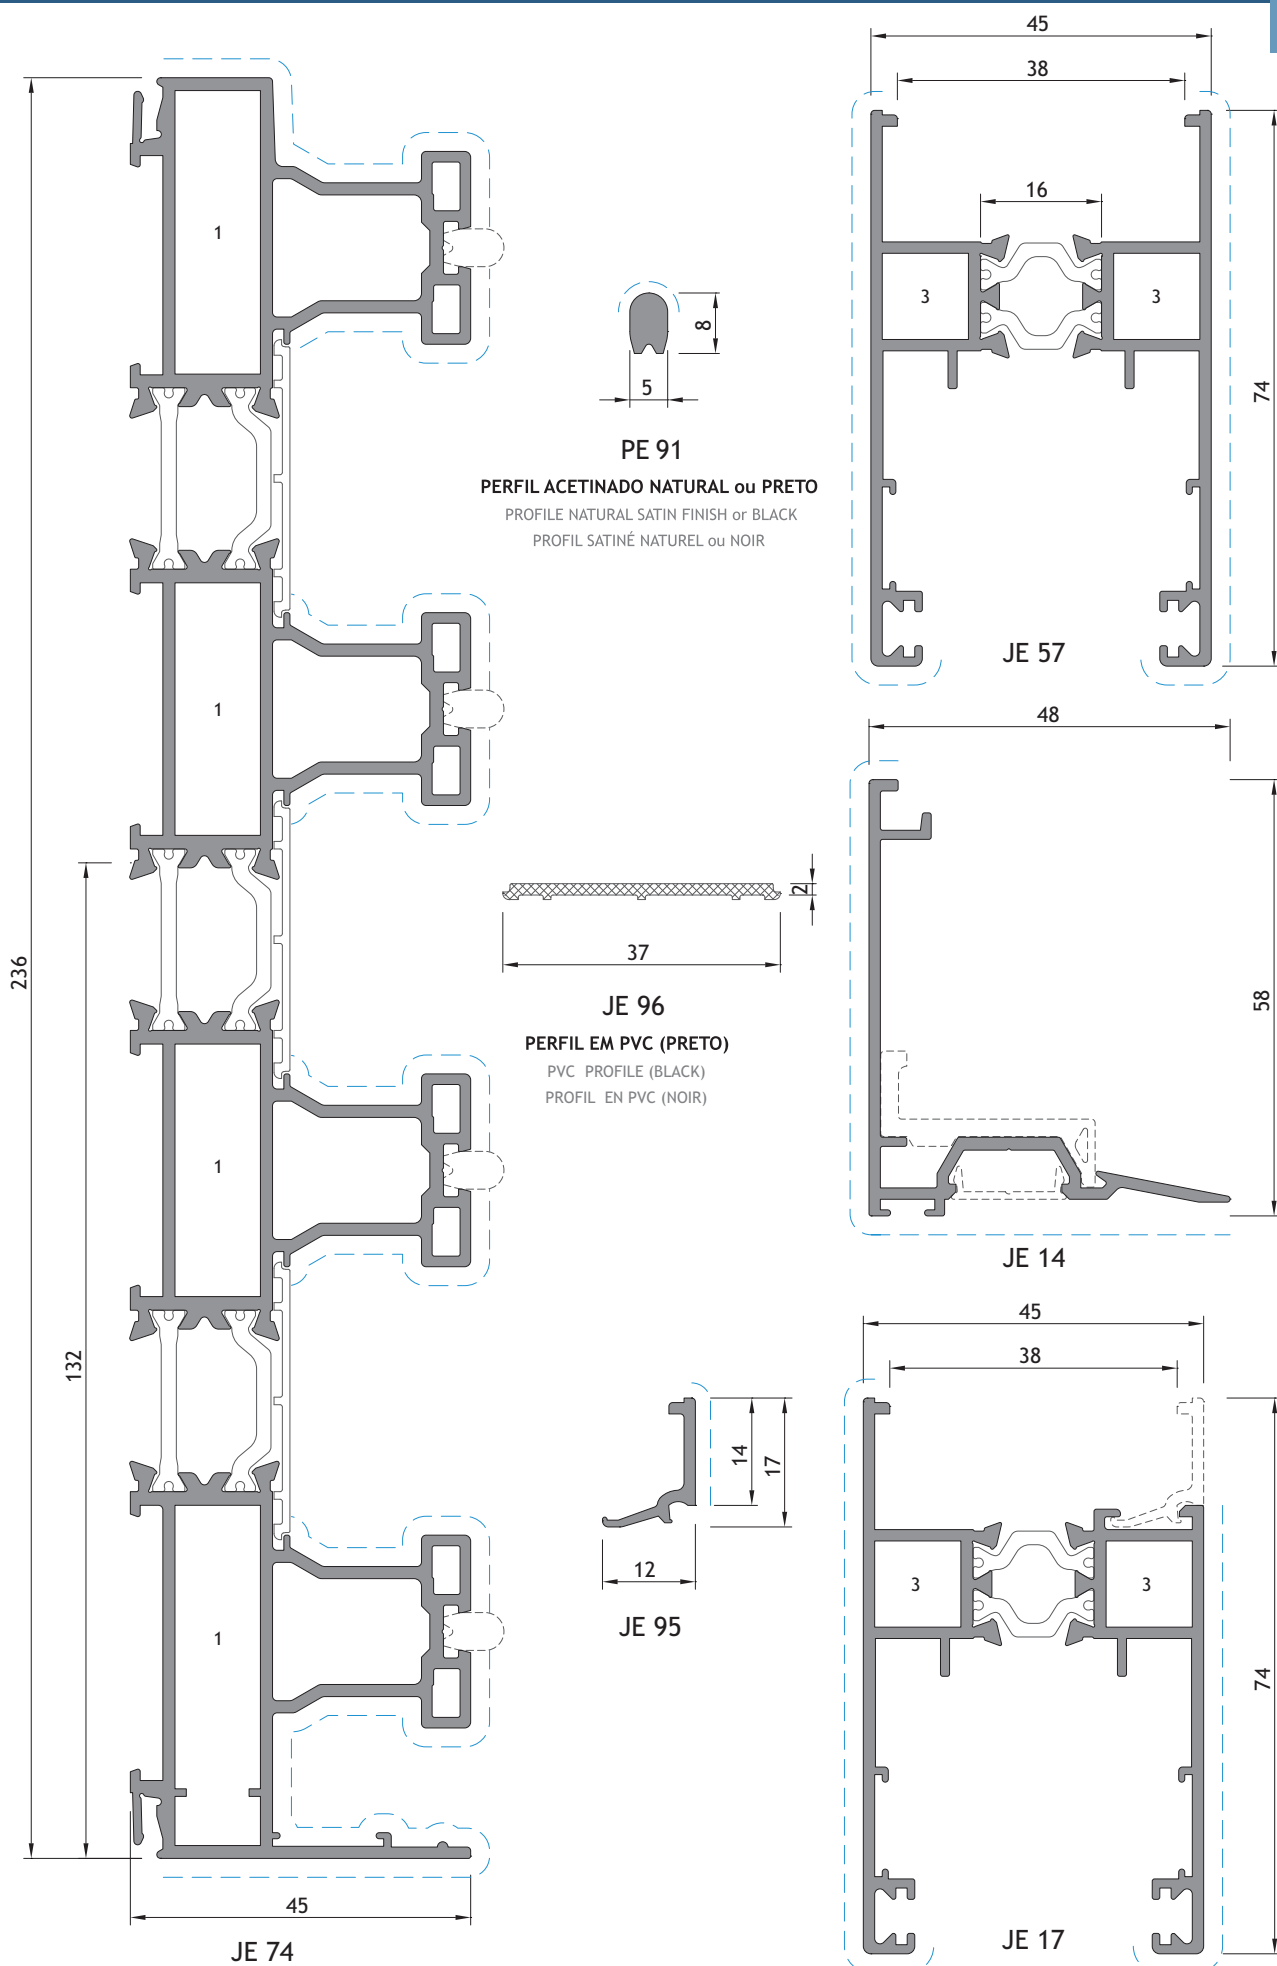 236
132
1
1
1
1
45
JE 74
8
5
PE 91
PERFIL ACETINADO NATURAL ou PRETO
PROFILE NATURAL SATIN FINISH or BLACK
PROFIL SATINÉ NATUREL ou NOIR
2
37
JE 96
PERFIL EM PVC (PRETO)
PVC PROFILE (BLACK)
PROFIL EN PVC (NOIR)
14
17
12
JE 95
45
38
16
3
3
74
JE 57
48
58
JE 14
45
38
3
3
74
JE 17